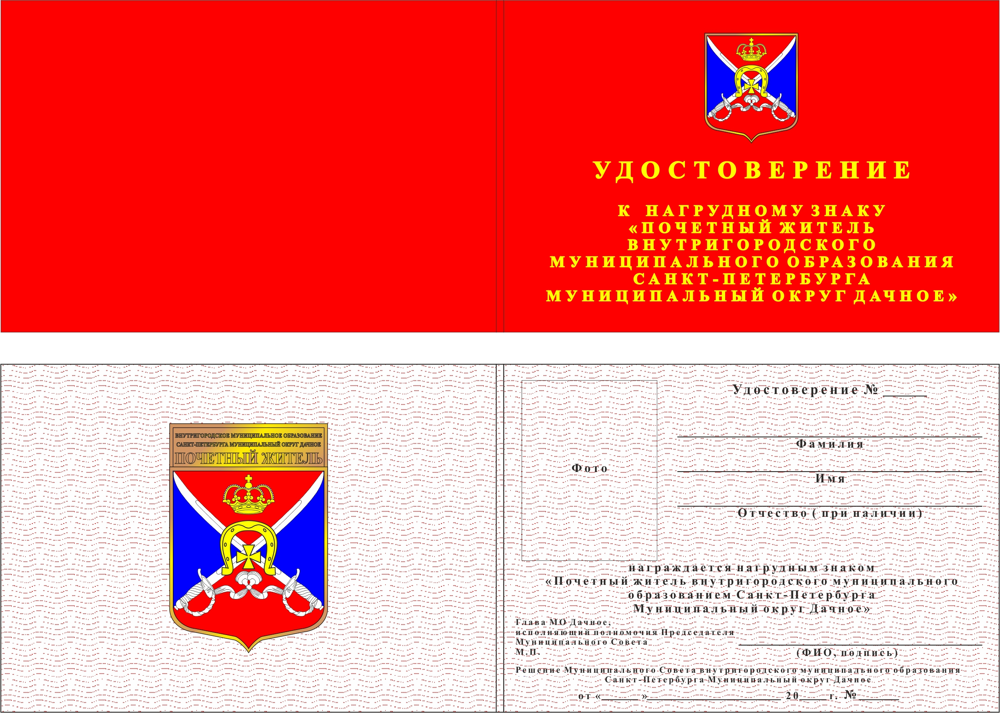 УДОСТОВЕРЕНИЕ
К НАГРУДНОМУ ЗНАКУ
«ПОЧЕТНЫЙ ЖИТЕЛЬ
ВНУТРИГОРОДСКОГО
МУНИЦИПАЛЬНОГО ОБРАЗОВАНИЯ
САНКТ-ПЕТЕРБУРГА
МУНИЦИПАЛЬНЫЙ ОКРУГ ДАЧНОЕ»
ВНУТРИГОРОДСКОЕ МУНИЦИПАЛЬНОЕ ОБРАЗОВАНИЕ
САНКТ-ПЕТЕРБУРГА МУНИЦИПАЛЬНЫЙ ОКРУГ ДАЧНОЕ
ПОЧЕТНЫЙ ЖИТЕЛЬ
Удостоверение № ______
Фамилия
Фото
Имя
Отчество ( при наличии)
награждается нагрудным знаком
«Почетный житель внутригородского муниципального
образованием Санкт-Петербурга
Муниципальный округ Дачное»
Глава МО Дачное,
исполняющий полномочия Председателя
Муниципального Совета
М.П.
(ФИО, подпись)
Решение Муниципального Совета внутригородского муниципального образования
Санкт-Петербурга Муниципальный округ Дачное
от «______ »____________________ 20____ г. №______